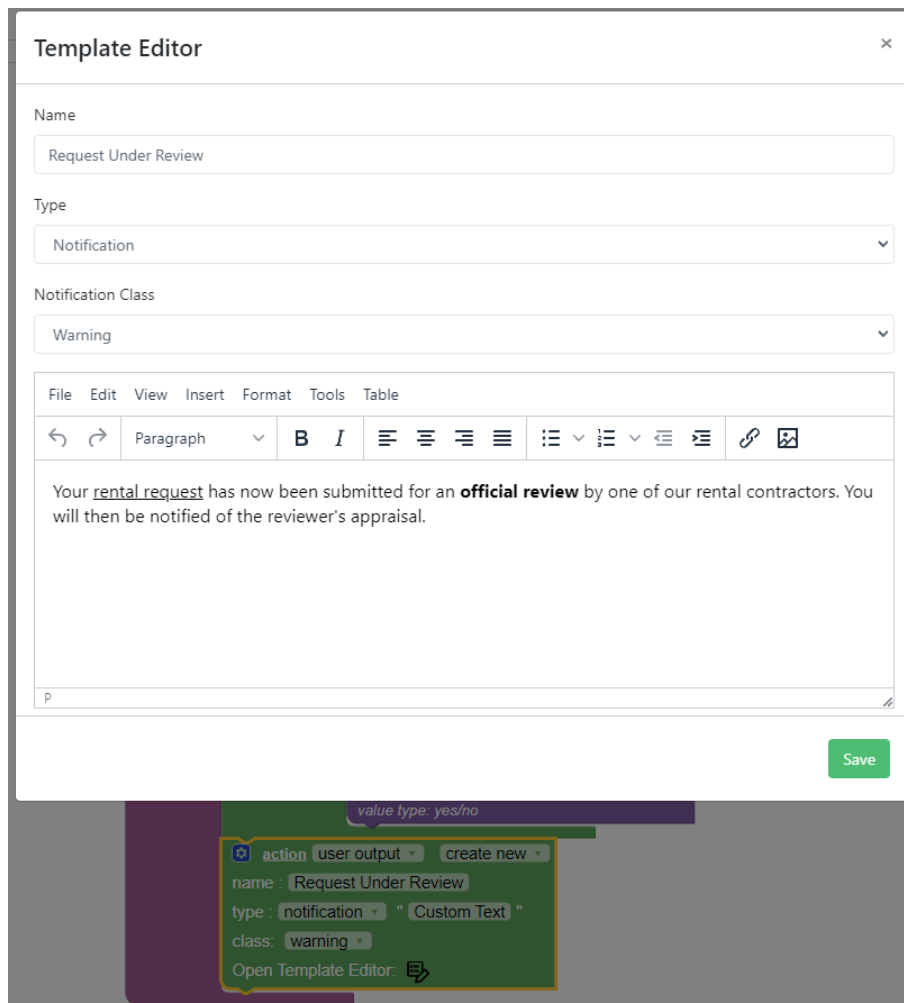 Template Editor ×
Name
Request Under Review
Type
Notification
Notification Class
Warning
File Edit View Insert Format Tools Table
Paragraph B I
Your rental request has now been submitted for an official review by one of our rental contractors. You
will then be notified of the reviewer's appraisal.
P
Save
value type: yes/no
action user output create new
name : Request Under Review
type : notification " Custom Text "
class: warning
Open Template Editor: